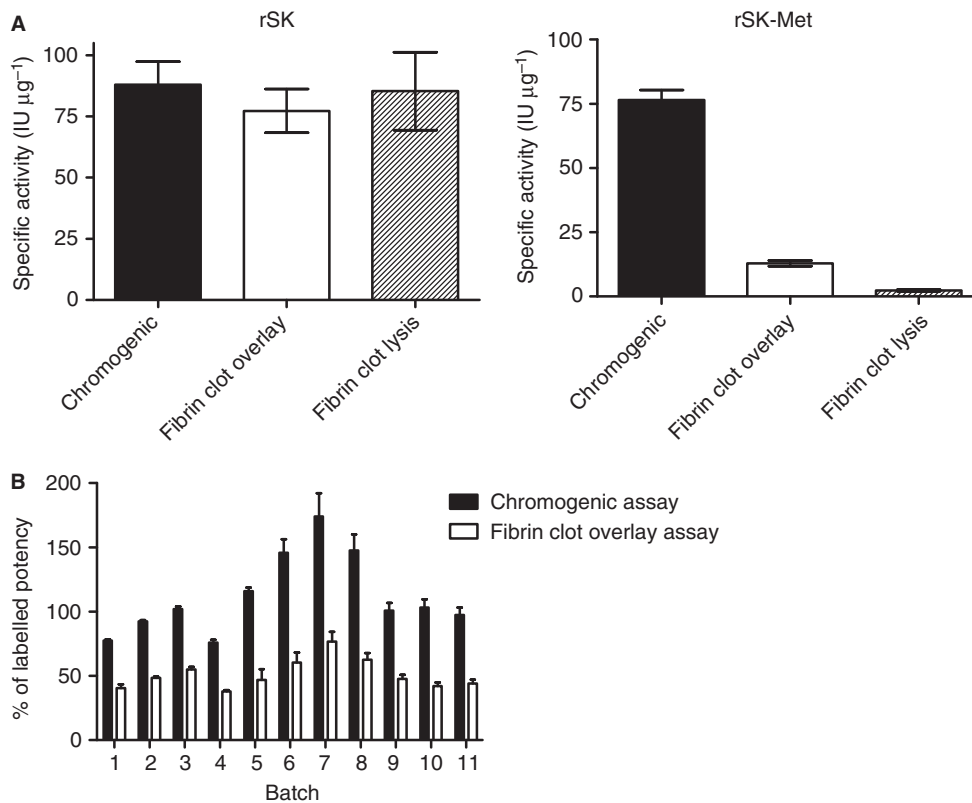 A
rSK
Specific activity (IU μg⁻¹)
100
75
50
25
0
Chromogenic
Fibrin clot overlay
Fibrin clot lysis
rSK-Met
Specific activity (IU μg⁻¹)
100
75
50
25
0
Chromogenic
Fibrin clot overlay
Fibrin clot lysis
B
% of labelled potency
200
150
100
50
0
1 2 3 4 5 6 7 8 9 10 11
Batch
Chromogenic assay
Fibrin clot overlay assay